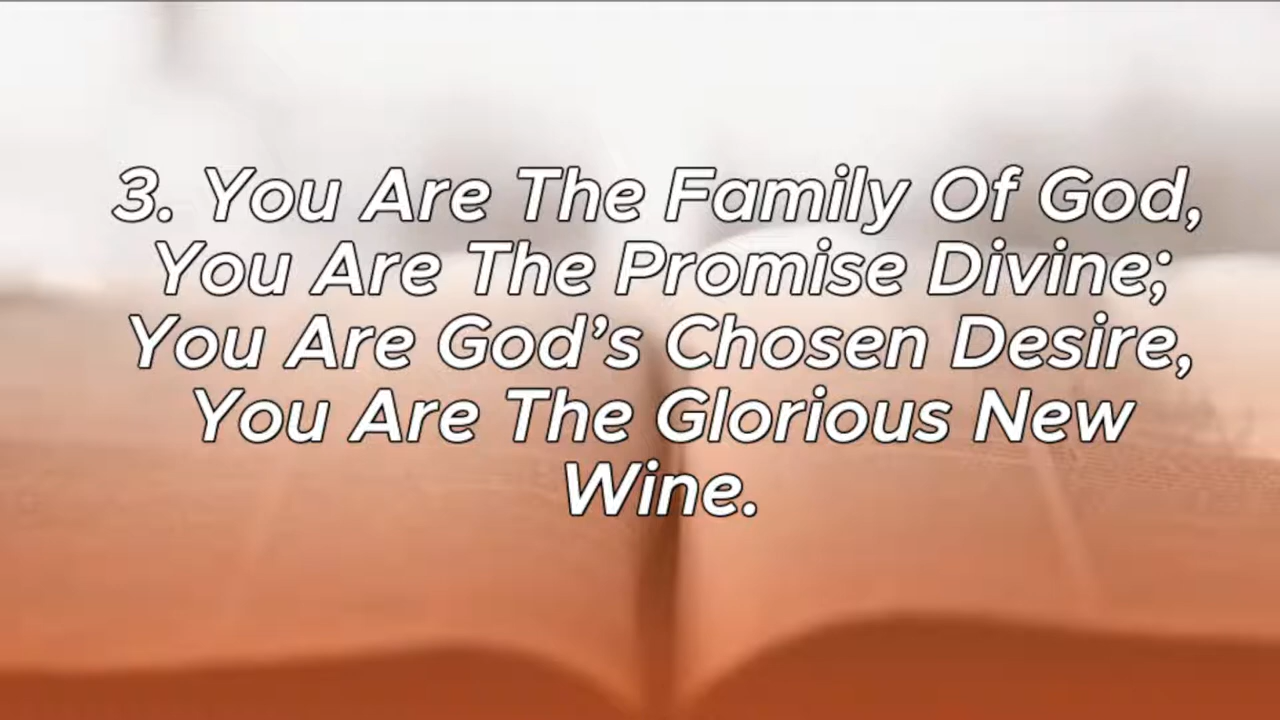 3. You Are The Family Of God,
You Are The Promise Divine;
You Are God’s Chosen Desire,
You Are The Glorious New
Wine.